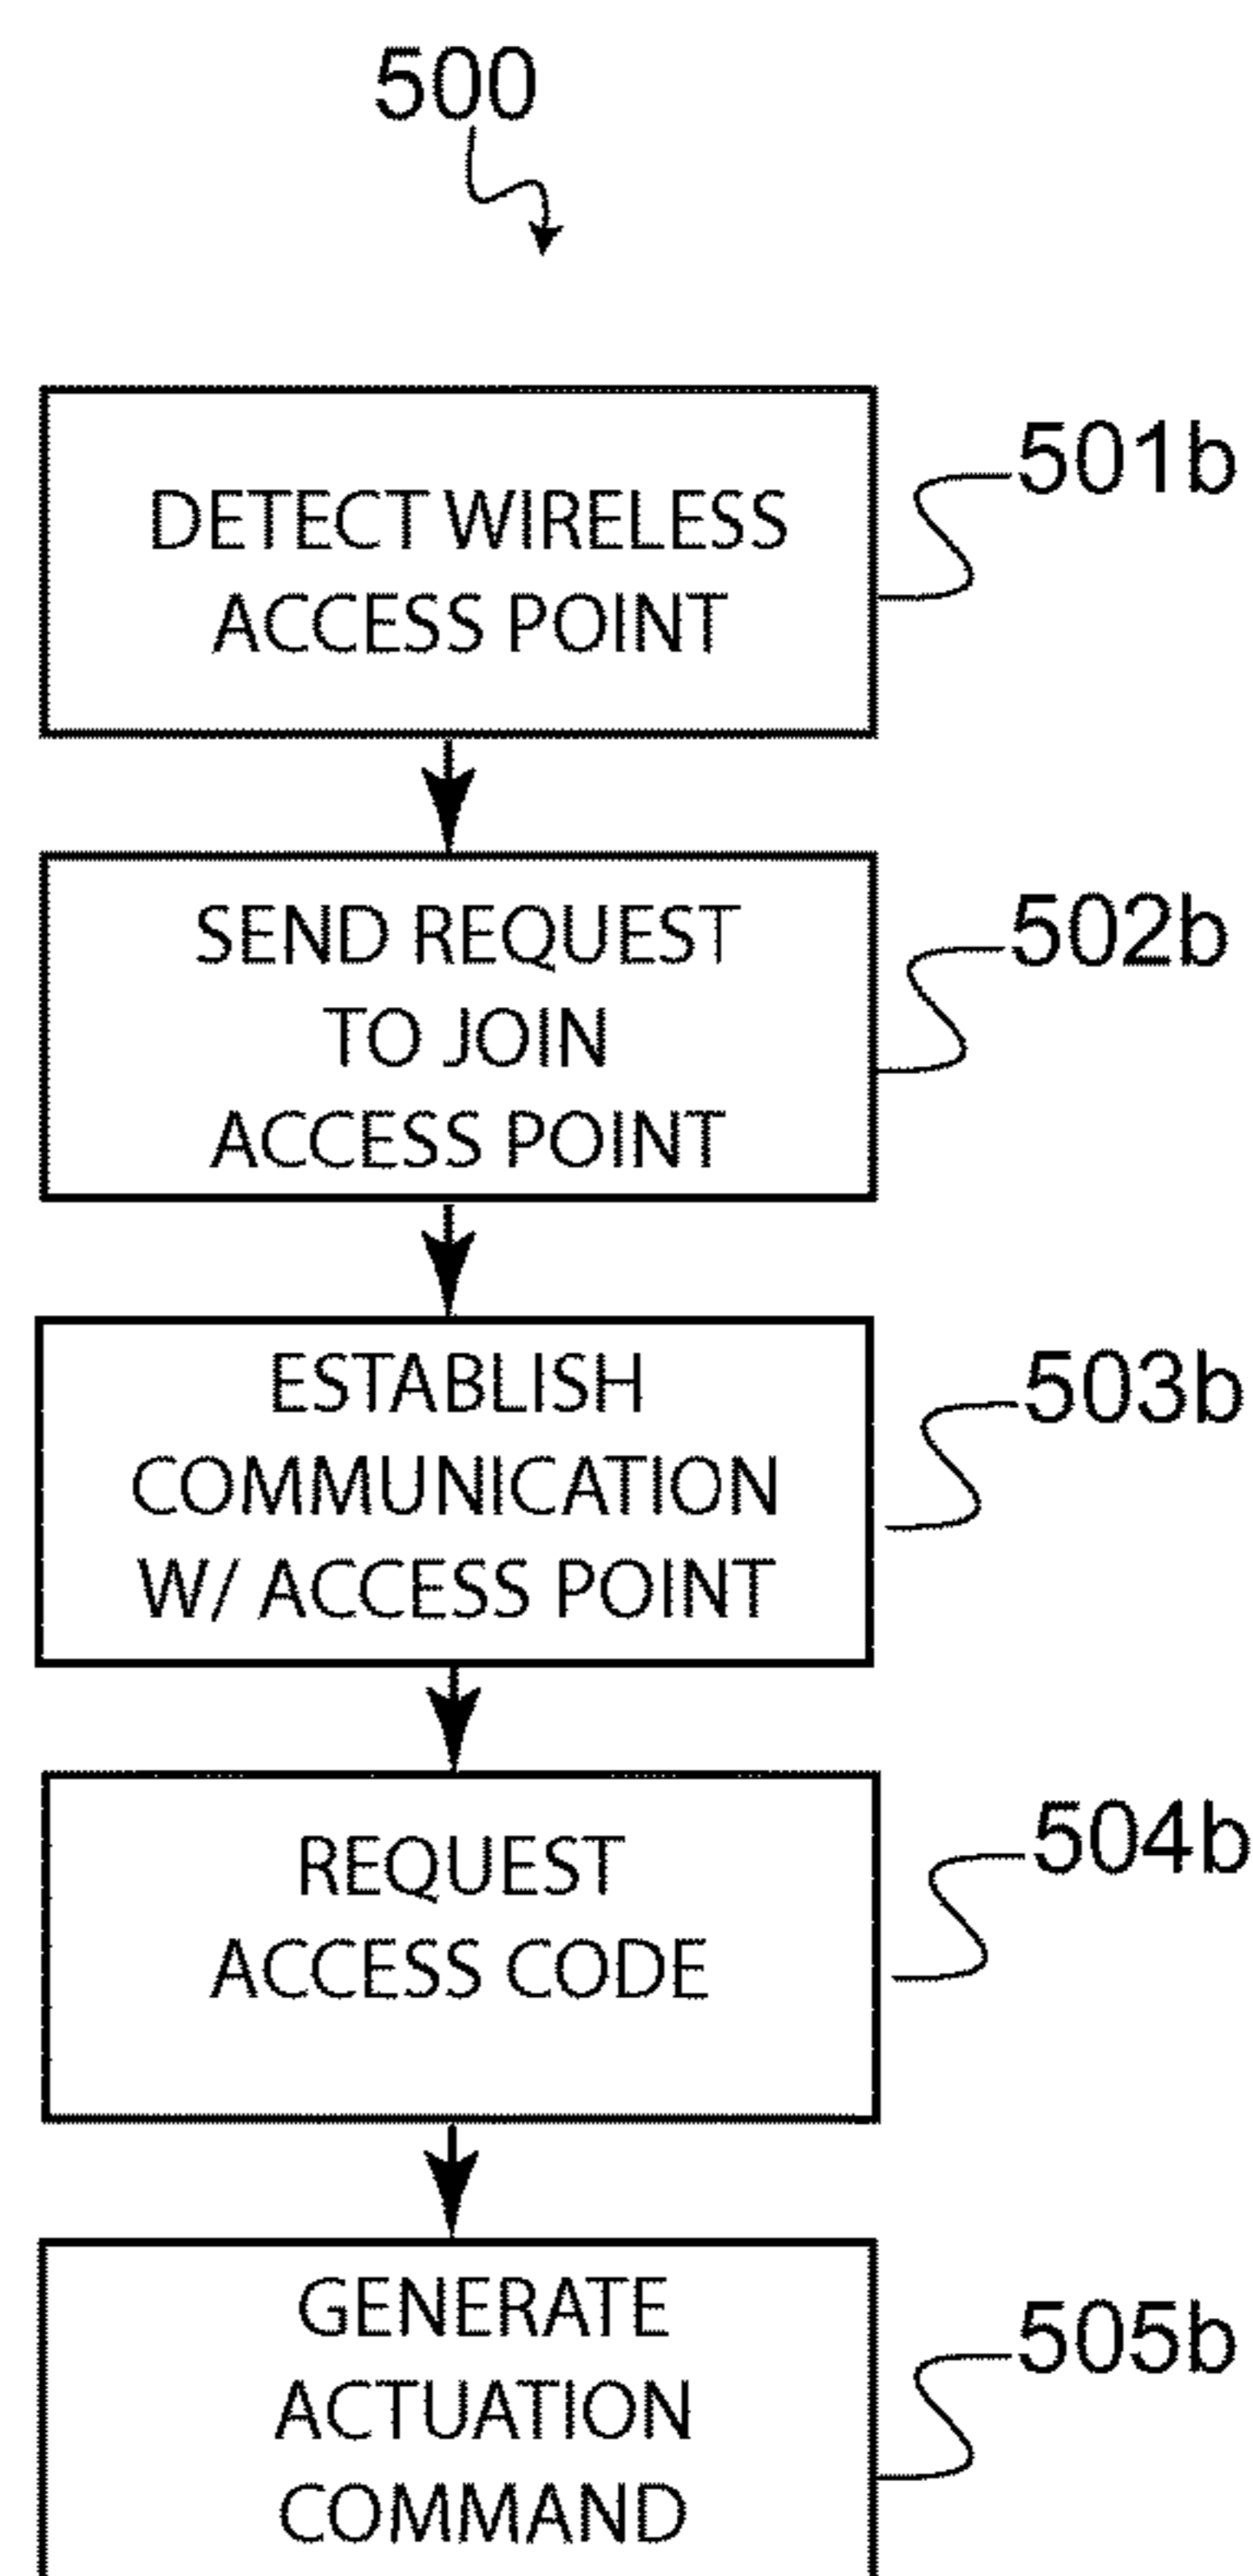 500
DETECT WIRELESS
ACCESS POINT
501b
SEND REQUEST
TO JOIN
ACCESS POINT
502b
ESTABLISH
COMMUNICATION
W/ ACCESS POINT
503b
REQUEST
ACCESS CODE
504b
GENERATE
ACTUATION
COMMAND
505b